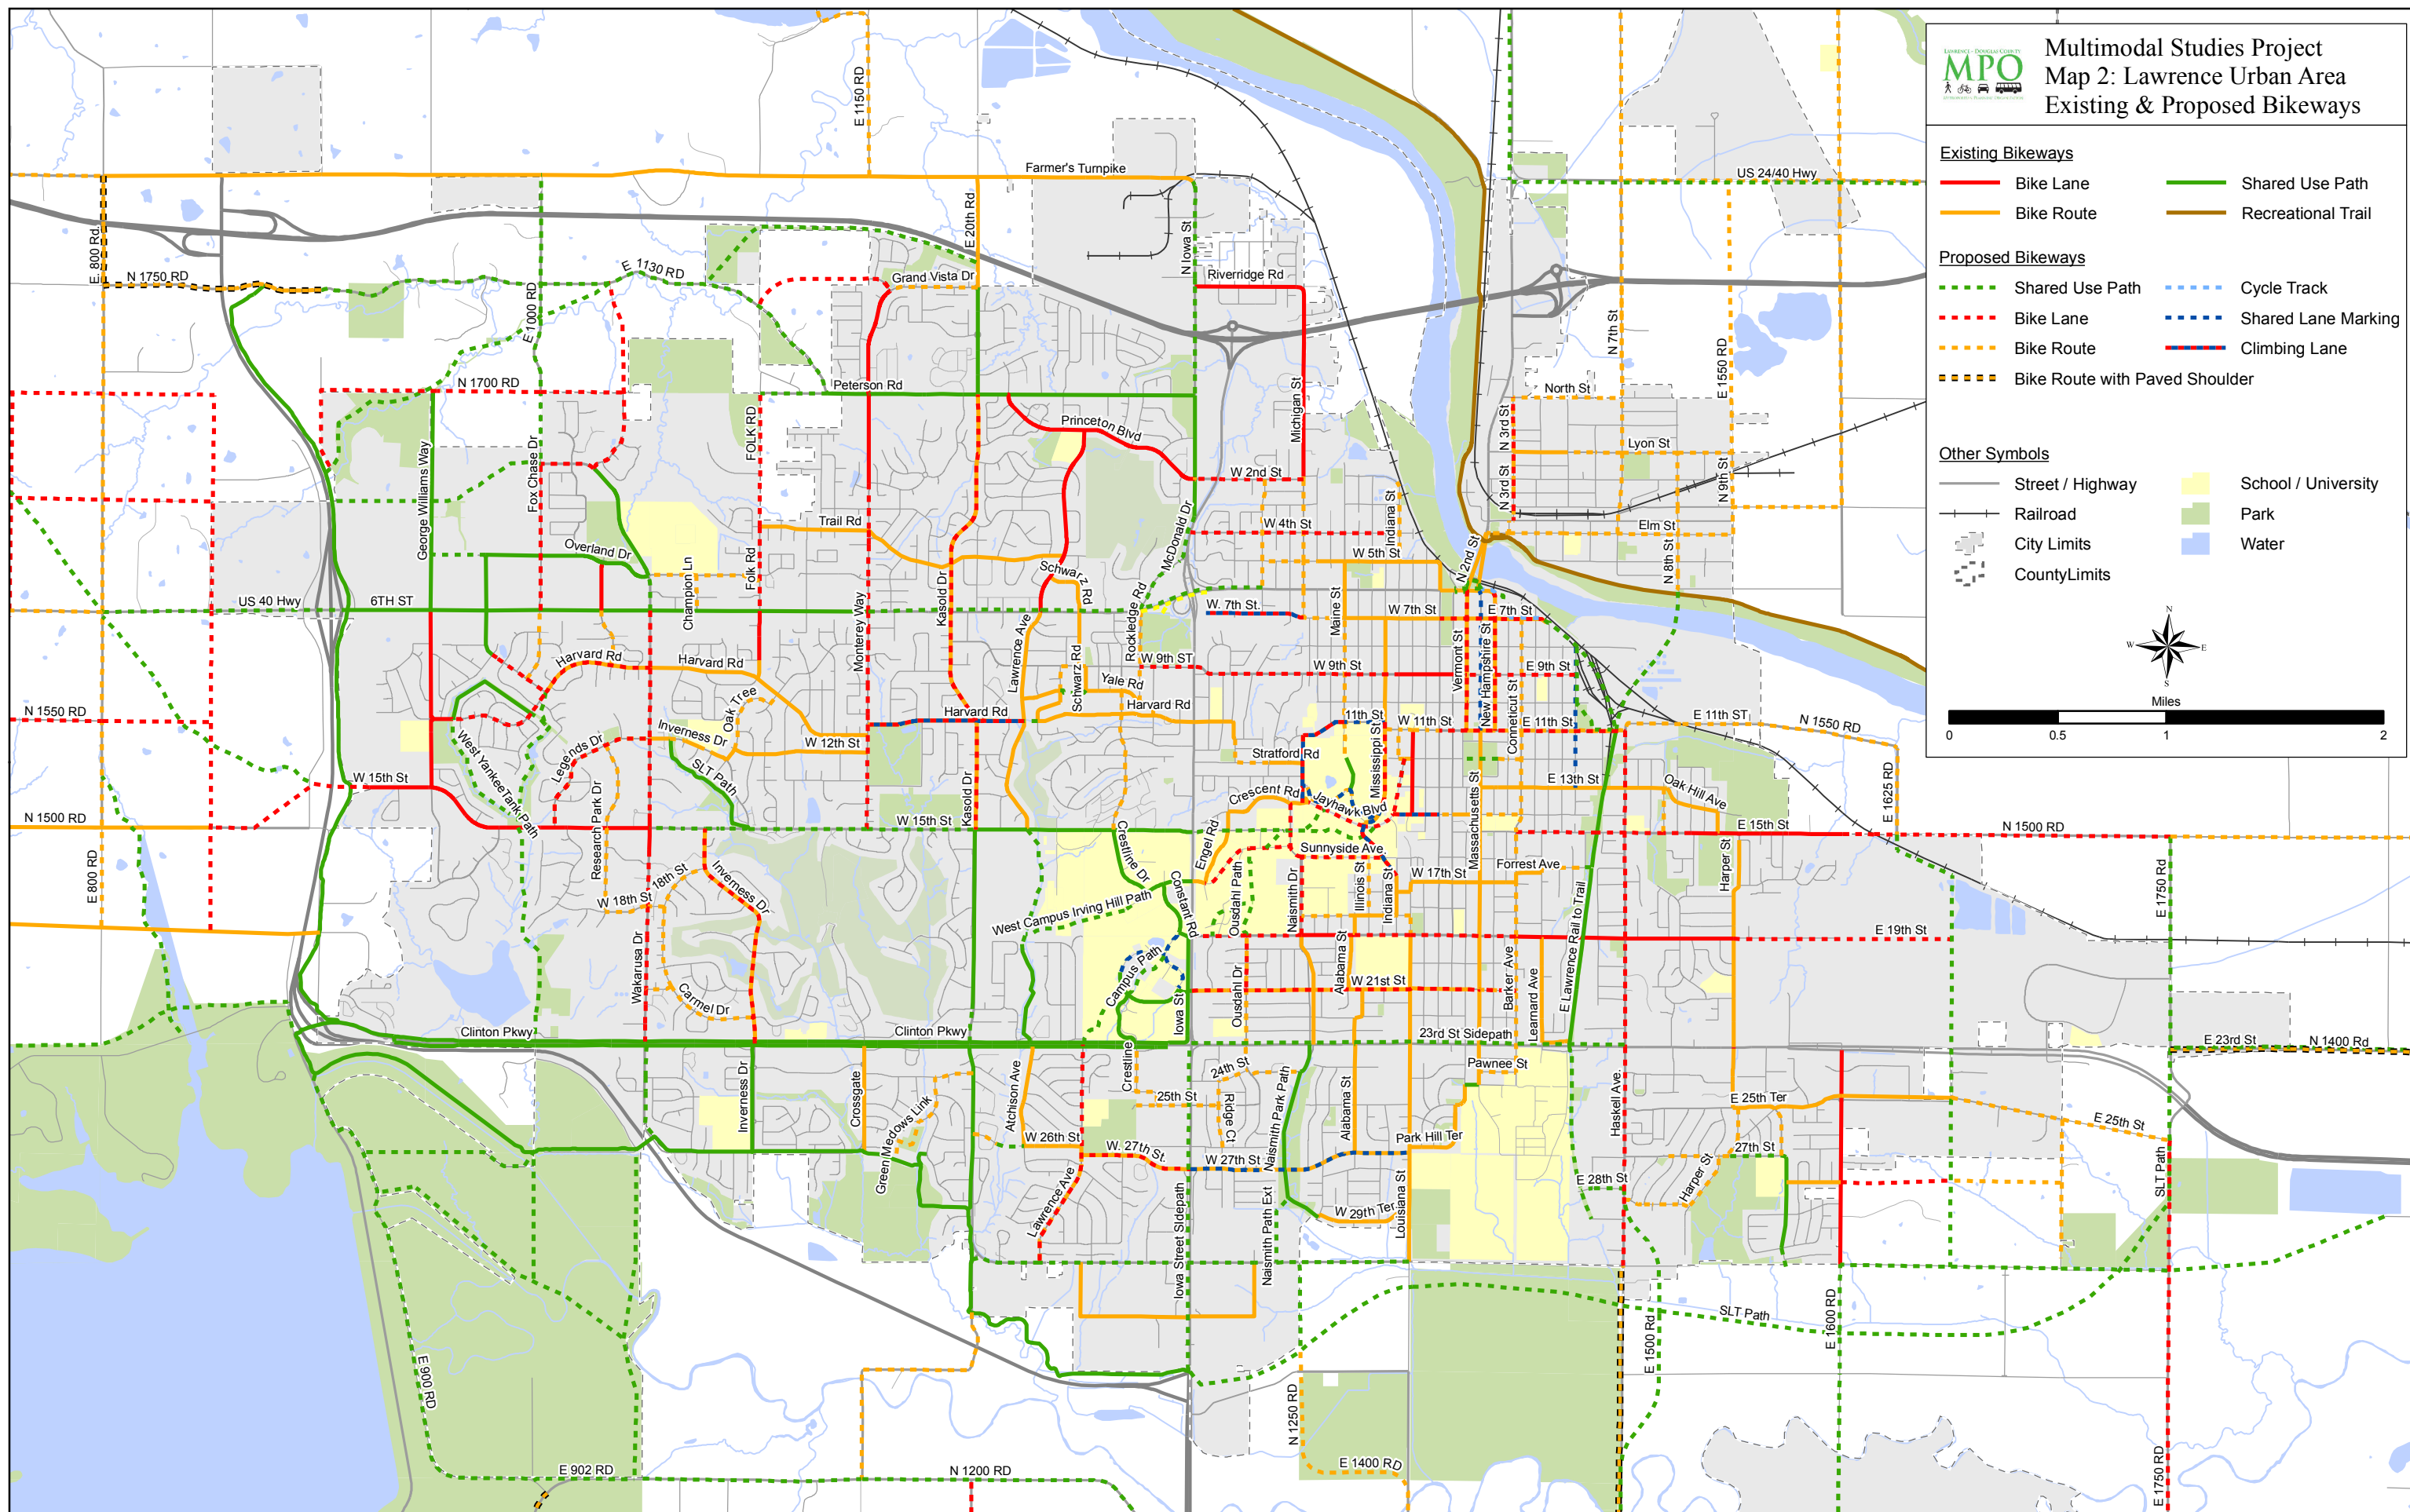 Multimodal Studies Project
Map 2: Lawrence Urban Area
Existing & Proposed Bikeways
MPO
Existing Bikeways
Bike Lane
Shared Use Path
Bike Route
Recreational Trail
Proposed Bikeways
Shared Use Path
Cycle Track
Bike Lane
Shared Lane Marking
Bike Route
Climbing Lane
Bike Route with Paved Shoulder
Other Symbols
Street / Highway
School / University
Railroad
Park
City Limits
Water
CountyLimits
N
W
E
S
Miles
0
0.5
1
2
E 1150 RD
Farmer's Turnpike
US 24/40 Hwy
E. 800 Rd.
E 20th Rd
N 1750 RD
E 1130 RD
Grand Vista Dr
N Iowa St
Riverridge Rd
E 1000 RD
N 7th St
E 1550 RD
N 1700 RD
Peterson Rd
North St
Michigan St
FOLK RD
Princeton Blvd
N 3rd St
Lyon St
George Williams Way
Fox Chase Dr
W 2nd St
N 3rd St
N 9th St
Trail Rd
McDonald Dr
W 4th St
Indiana St
Elm St
Overland Dr
Folk Rd
W 5th St
N 2nd St
N 8th St
Champion Ln
Kasold Dr
Schwarz Rd
US 40 Hwy
6TH ST
Monterey Way
Lawrence Ave
Rockledge Rd
W. 7th St.
Maine St
W 7th St
E 7th St
Harvard Rd
Harvard Rd
Schwarz Rd
W 9th ST
W 9th St
Vermont St
New Hampshire St
E 9th St
Yale Rd
Connecticut St
Oak Tree
Harvard Rd
Harvard Rd
N 1550 RD
11th St
W 11th St
E 11th St
E 11th ST
N 1550 RD
West YankeeTank Path
Legends Dr
Inverness Dr
W 12th St
Stratford Rd
Mississippi St
W 15th St
SLT Path
Research Park Dr
Kasold Dr
Crescent Rd
Jayhawk Blvd
Massachusetts St
E 13th St
Oak Hill Ave
E 1625 RD
N 1500 RD
W 15th St
E 15th St
N 1500 RD
E 800 RD
W 18th St
18th St
Inverness Dr
Crestline Dr
Engel Rd
Sunnyside Ave.
Forrest Ave
Harper St
E 1750 Rd
Constant Rd
Ousdahl Path
Naismith Dr
Illinois St
Indiana St
W 17th St
West Campus Irving Hill Path
E Lawrence Rail to Trail
Wakarusa Dr
E 19th St
Alabama St
Campus Path
W 21st St
Carmel Dr
Iowa St
Ousdahl Dr
Barker Ave
Learnard Ave
Clinton Pkwy
Clinton Pkwy
23rd St Sidepath
E 23rd St
N 1400 Rd
Inverness Dr
Crossgate
Green Medows Link
Atchison Ave
Crestline
24th St
Pawnee St
25th St
Ridge Ct
Naismith Park Path
Alabama St
Haskell Ave.
E 25th Ter
E 25th St
W 26th St
W. 27th St.
W 27th St
Park Hill Ter
27th St
Harper St
E 28th St
SLT Path
Lawrence Ave
Iowa Street SIdepath
Naismith Path Ext
W 29th Ter
Louisiana St
SLT Path
E 1500 Rd
E 1600 RD
E 900 RD
N 1250 RD
E 902 RD
N 1200 RD
E 1400 RD
E 1750 RD